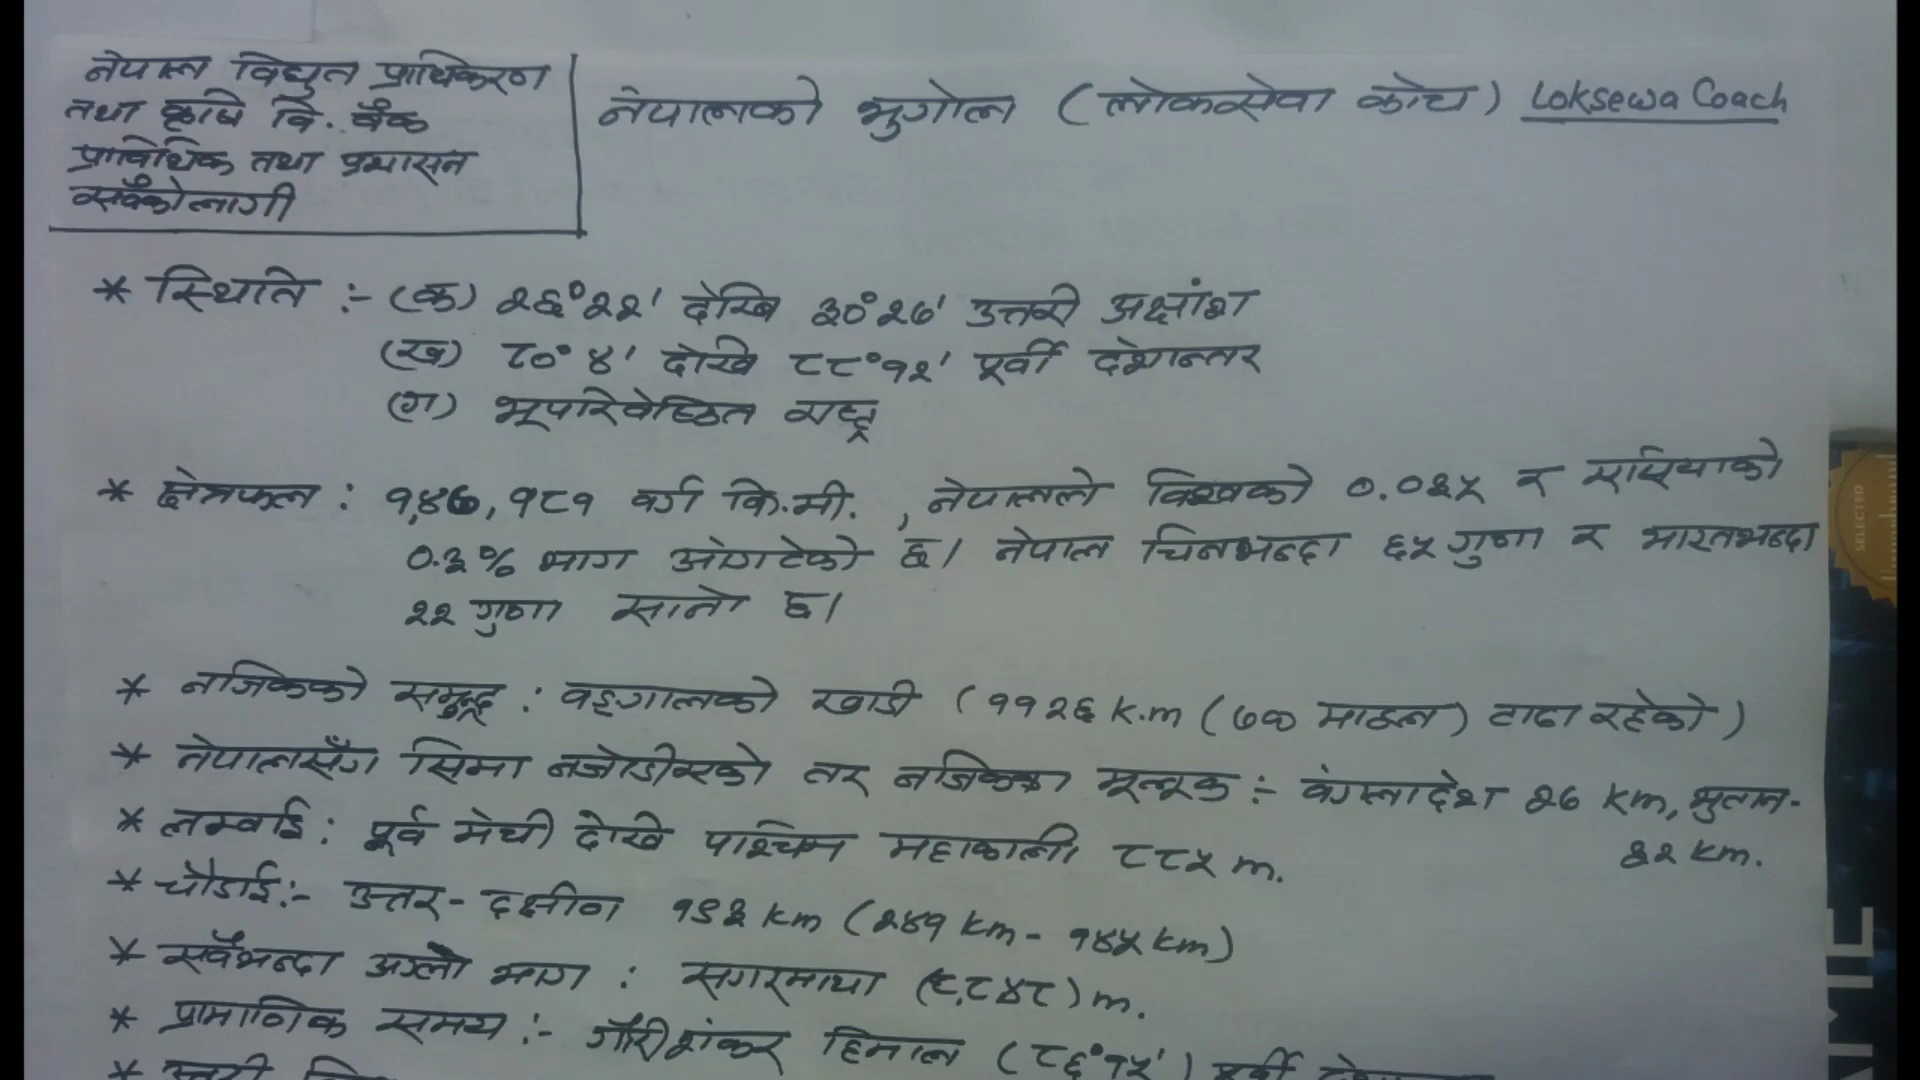 नेपाल विद्युत प्राधिकरण
तथा कृषि वि. बैंक
प्राविधिक तथा प्रशासन
सबैकोलागी
नेपालको भुगोल (लोकसेवा कोच) Loksewa Coach
* स्थिति :- (क) २६°२२' देखि ३०°२७' उत्तरी अक्षांश
(ख) ८०°४' देखि ८८°१२' पूर्वी देशान्तर
(ग) भूपरिवेष्ठित राष्ट्र
* क्षेत्रफल : १,४७,१८१ वर्ग कि.मी. , नेपालले विश्वको ०.०३% र एसियाको
०.३% भाग ओगटेको छ। नेपाल चिनभन्दा ६५ गुणा र भारतभन्दा
२२ गुणा सानो छ।
* नजिकको समुन्द्र : वङ्गालको खाडी (११२६ k.m (७०० माइल) टाढा रहेको)
* नेपालसँग सिमा नजोडीएको तर नजिकका मूलूक :- वंगलादेश २७ km, भुतान-
३२ km.
* लम्वाई : पूर्व मेची देखि पश्चिम महाकाली ८८५ m.
* चौडाई :- उत्तर - दक्षीण १९३ km (२४१ km - १४५ km)
* सवैभन्दा अग्लो भाग : सगरमाथा (८,८४८) m.
* प्रामाणिक समय :- गौरीशंकर हिमाल (८६°१५') पूर्वी